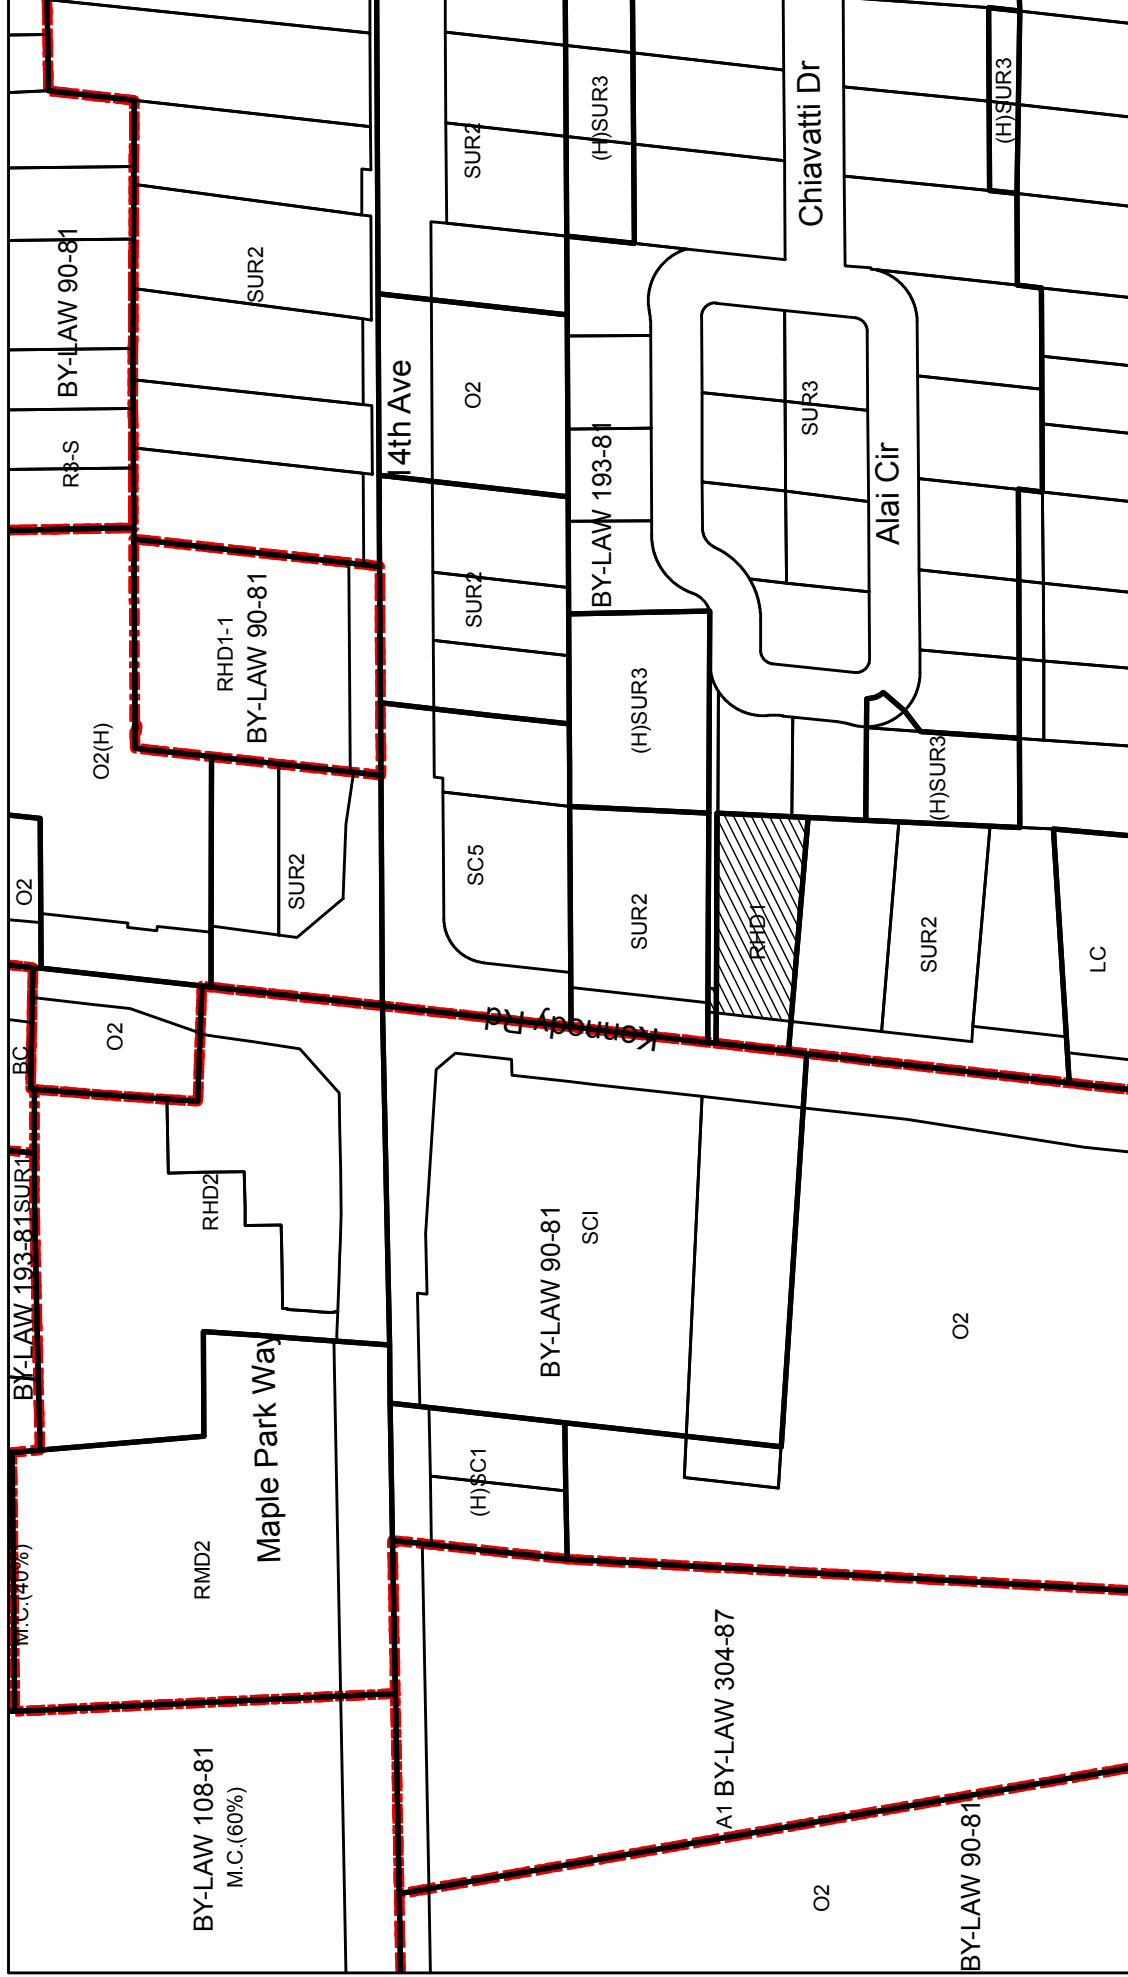 BY-LAW 90-81
R3-S
SUR2
SUR2
(H)SUR3
Chiavatti Dr
(H)SUR3
14th Ave
O2
BY-LAW 193-81
SUR3
Alai Cir
O2(H)
RHD1-1
BY-LAW 90-81
SUR2
(H)SUR3
(H)SUR3
O2
SUR2
SC5
SUR2
RHD1
SUR2
LC
BC
O2
Kennedy Rd
BY-LAW 193-81
SUR1
RHD2
BY-LAW 90-81
SCI
O2
Maple Park Way
(H)SC1
M.C.(40%)
RMD2
A1 BY-LAW 304-87
BY-LAW 108-81
M.C.(60%)
O2
BY-LAW 90-81